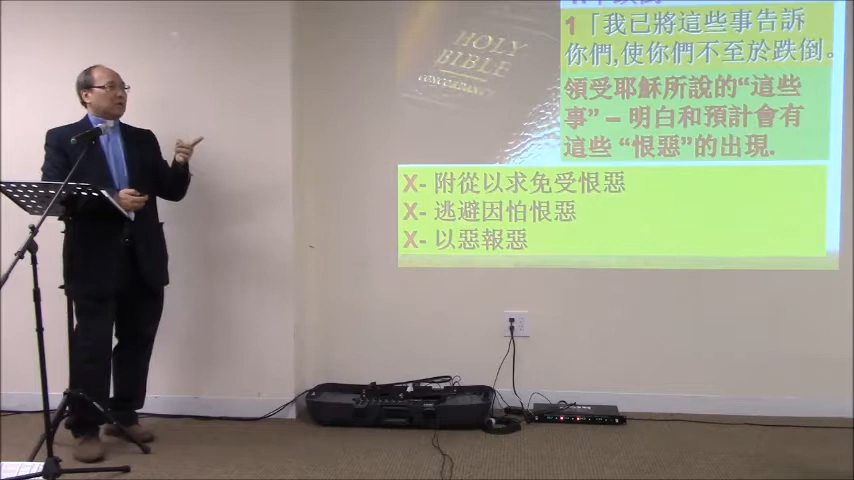 HOLY
BIBLE
CONCORDANCE
1「我已將這些事告訴
你們,使你們不至於跌倒.
領受耶穌所說的“這些
事” – 明白和預計會有
這些 “恨惡”的出現.
X- 附從以求免受恨惡
X- 逃避因怕恨惡
X- 以惡報惡